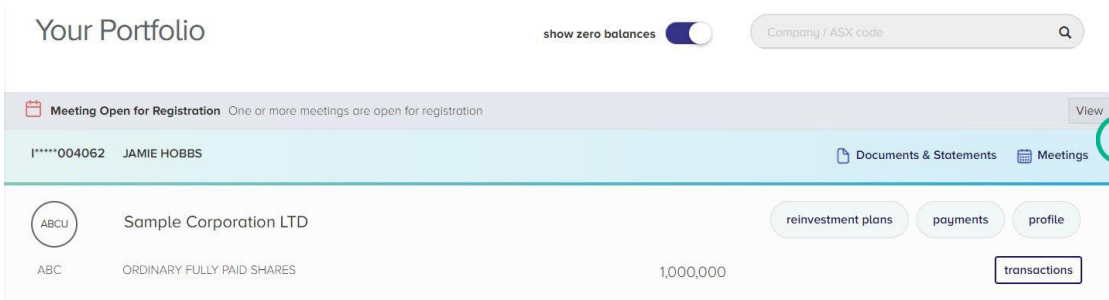 Your Portfolio show zero balances Company / ASX code
Meeting Open for Registration One or more meetings are open for registration View
I*****004062 JAMIE HOBBS Documents & Statements Meetings
ABCU Sample Corporation LTD reinvestment plans payments profile
ABC ORDINARY FULLY PAID SHARES 1,000,000 transactions